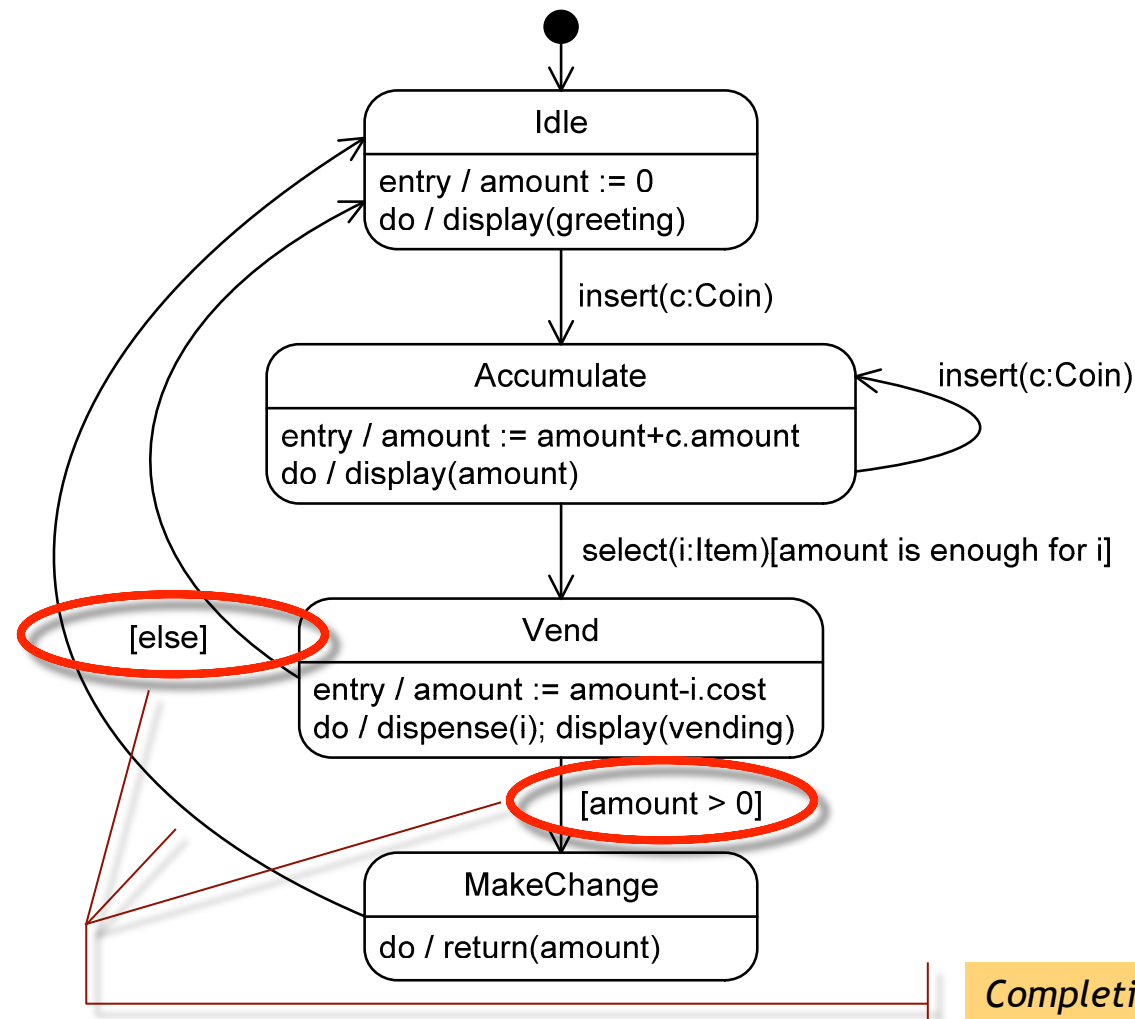 Idle
entry / amount := 0
do / display(greeting)
insert(c:Coin)
Accumulate
insert(c:Coin)
entry / amount := amount+c.amount
do / display(amount)
select(i:Item)[amount is enough for i]
[else]
Vend
entry / amount := amount-i.cost
do / dispense(i); display(vending)
[amount > 0]
MakeChange
do / return(amount)
Completi